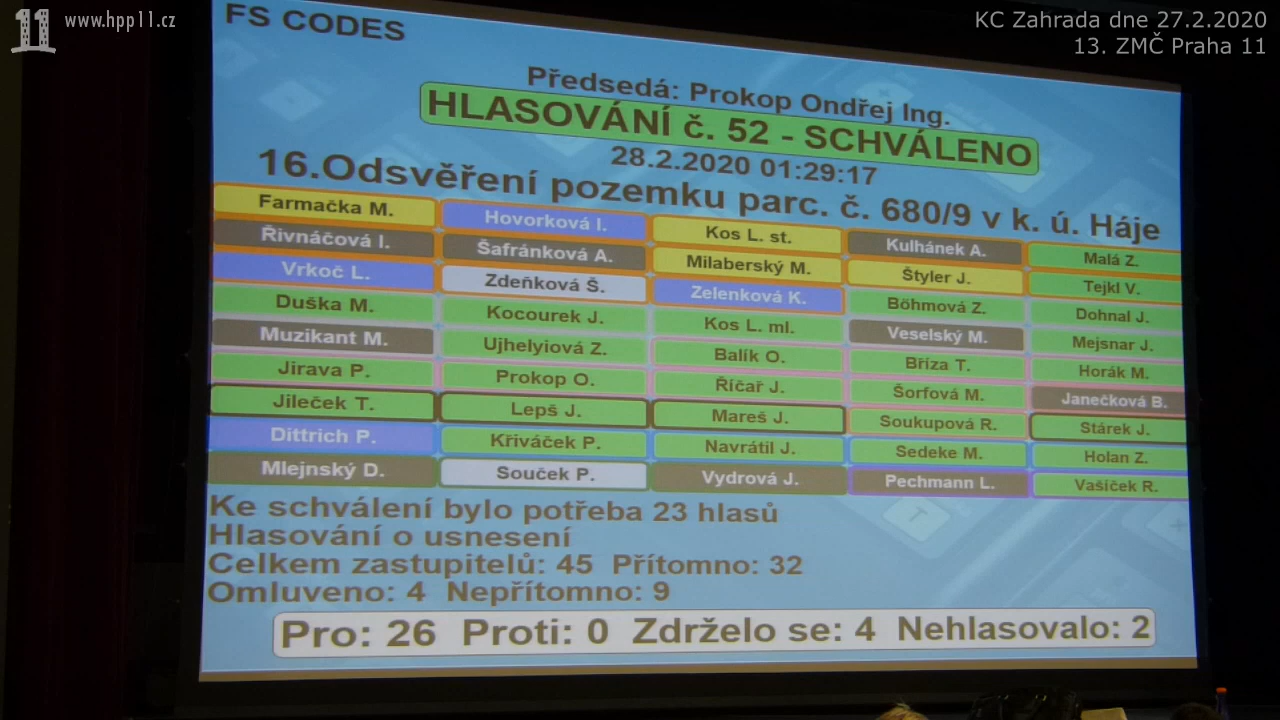 11 www.hpp11.cz
KC Zahrada dne 27.2.2020
13. ZMČ Praha 11
FS CODES
Předsedá: Prokop Ondřej Ing.
HLASOVÁNÍ č. 52 - SCHVÁLENO
28.2.2020 01:29:17
16.Odsvěření pozemku parc. č. 680/9 v k. ú. Háje
Farmačka M. Hovorková I. Kos L. st. Kulhánek A. Malá Z.
Řivnáčová I. Šafránková A. Milaberský M. Štyler J. Tejkl V.
Vrkoč L. Zdeňková Š. Zelenková K. Böhmová Z. Dohnal J.
Duška M. Kocourek J. Kos L. ml. Veselský M. Mejsnar J.
Muzikant M. Ujhelyiová Z. Balík O. Bříza T. Horák M.
Jirava P. Prokop O. Říčař J. Šorfová M. Janečková B.
Jileček T. Lepš J. Mareš J. Soukupová R. Stárek J.
Dittrich P. Křiváček P. Navrátil J. Sedeke M. Holan Z.
Mlejnský D. Souček P. Vydrová J. Pechmann L. Vašíček R.
Ke schválení bylo potřeba 23 hlasů
Hlasování o usnesení
Celkem zastupitelů: 45 Přítomno: 32
Omluveno: 4 Nepřítomno: 9
Pro: 26 Proti: 0 Zdrželo se: 4 Nehlasovalo: 2